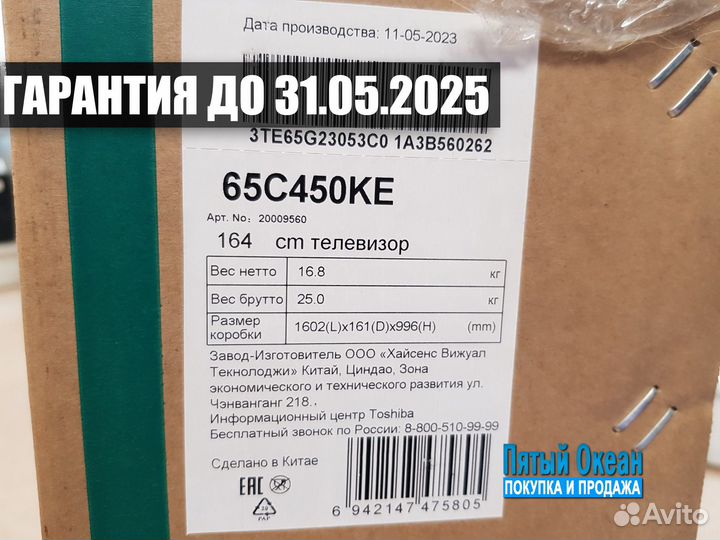 Дата производства: 11-05-2023
ГАРАНТИЯ ДО 31.05.2025
3TE65G23053C0 1A3B560262
65C450KE
Арт. No: 20009560
164 cm телевизор
Вес нетто 16.8 кг
Вес брутто 25.0 кг
Размер коробки 1602(L)x161(D)x996(H) (mm)
Завод-Изготовитель ООО «Хайсенс Вижуал
Текнолоджи» Китай, Циндао, Зона
экономического и технического развития ул.
Чэнванганг 218.,
Информационный центр Toshiba
Бесплатный звонок по России: 8-800-510-99-99
Сделано в Китае
EAC
20
PAP
6 942147 475805
Пятый Океан
ПОКУПКА И ПРОДАЖА
Avito